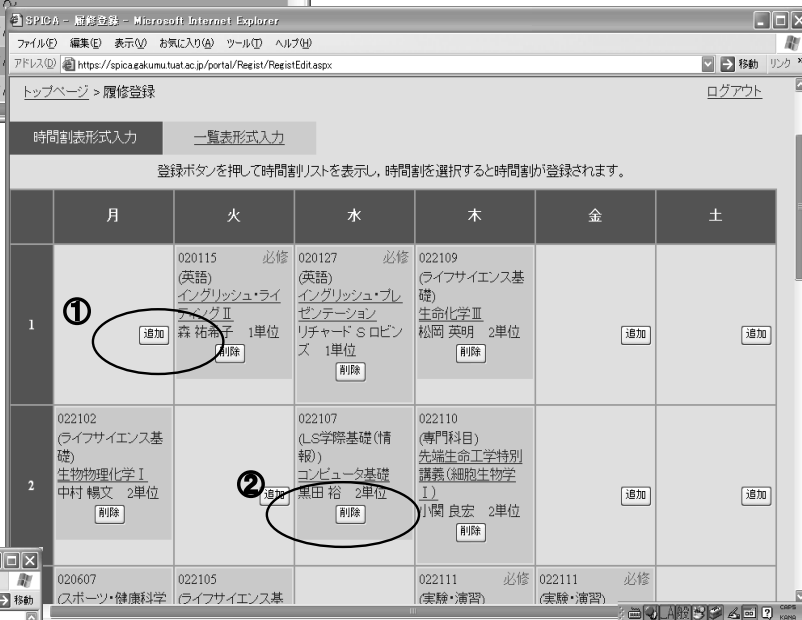 SPICA - 履修登録 - Microsoft Internet Explorer
ファイル(F) 編集(E) 表示(V) お気に入り(A) ツール(T) ヘルプ(H)
アドレス(D) https://spica.gakumu.tuat.ac.jp/portal/Regist/RegistEdit.aspx 移動 リンク »
トップページ > 履修登録 ログアウト
時間割表形式入力 一覧表形式入力
登録ボタンを押して時間割リストを表示し,時間割を選択すると時間割が登録されます。
月 火 水 木 金 土
1
①
追加
020115 必修
(英語)
イングリッシュ・ライ
ティングⅡ
森 祐希子 1単位
削除
020127 必修
(英語)
イングリッシュ・プレ
ゼンテーション
リチャード S ロビン
ズ 1単位
削除
022109
(ライフサイエンス基
礎)
生命化学Ⅲ
松岡 英明 2単位
削除
追加
追加
2
022102
(ライフサイエンス基
礎)
生物物理化学Ⅰ
中村 暢文 2単位
削除
②
追加
022107
(LS学際基礎(情
報))
コンピュータ基礎
黒田 裕 2単位
削除
022110
(専門科目)
先端生命工学特別
講義(細胞生物学
Ⅰ)
小関 良宏 2単位
削除
追加
追加
020607
(スポーツ・健康科学
022105
(ライフサイエンス基
022111 必修
(実験・演習)
022111 必修
(実験・演習)
移動
A般
CAPS
KANA